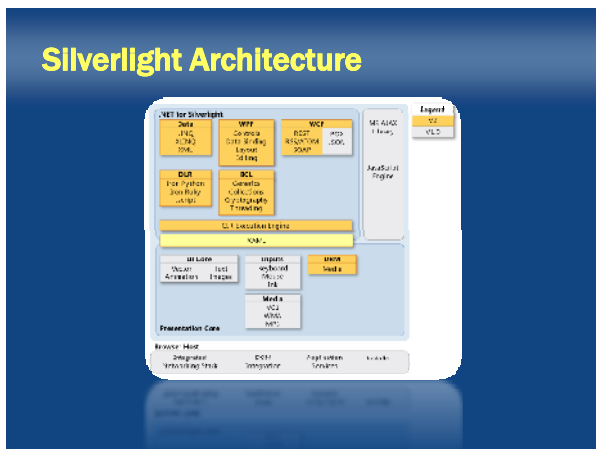 Silverlight Architecture
.NET for Silverlight
Data
LINQ
XLINQ
XML
WPF
Controls
Data Binding
Layout
Editing
WCF
REST
RSS/ATOM
SOAP
POX
JSON
MS AJAX
Library
JavaScript
Engine
Legend
DLR
Iron Python
Iron Ruby
Jscript
BCL
Generics
Collections
Cryptography
Threading
CLR Execution Engine
XAML
UI Core
Vector
Animation
Text
Images
Inputs
Keyboard
Mouse
Ink
DRM
Media
Media
VC1
WMA
MP3
Presentation Core
Browser Host
Integrated
Networking Stack
DOM
Integration
Application
Services
Installer